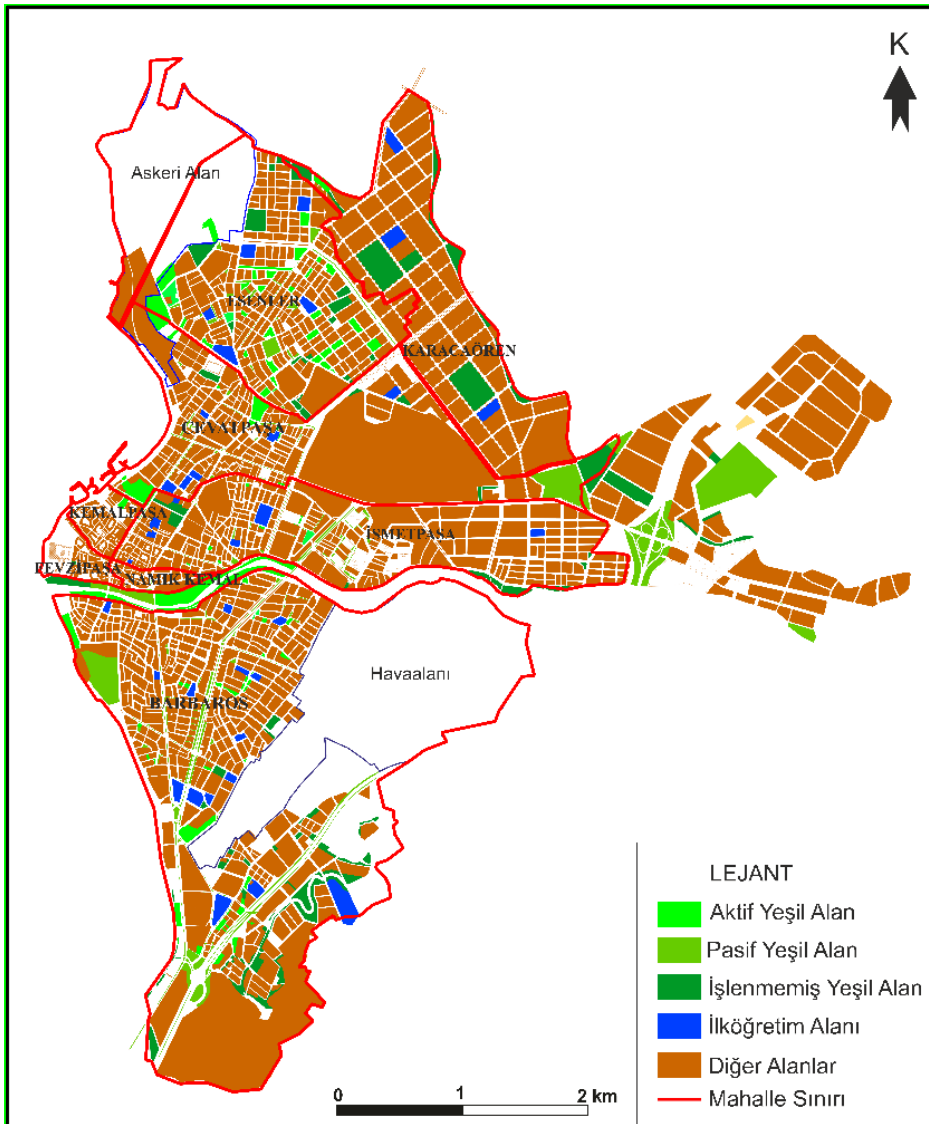 K
Askeri Alan
ESENLER
KARACAÖREN
CEVATPAŞA
KEMALPAŞA
İSMETPAŞA
FEVZİPAŞA
NAMIK KEMAL
Havaalanı
BARBAROS
LEJANT
Aktif Yeşil Alan
Pasif Yeşil Alan
İşlenmemiş Yeşil Alan
İlköğretim Alanı
Diğer Alanlar
Mahalle Sınırı
0 1 2 km